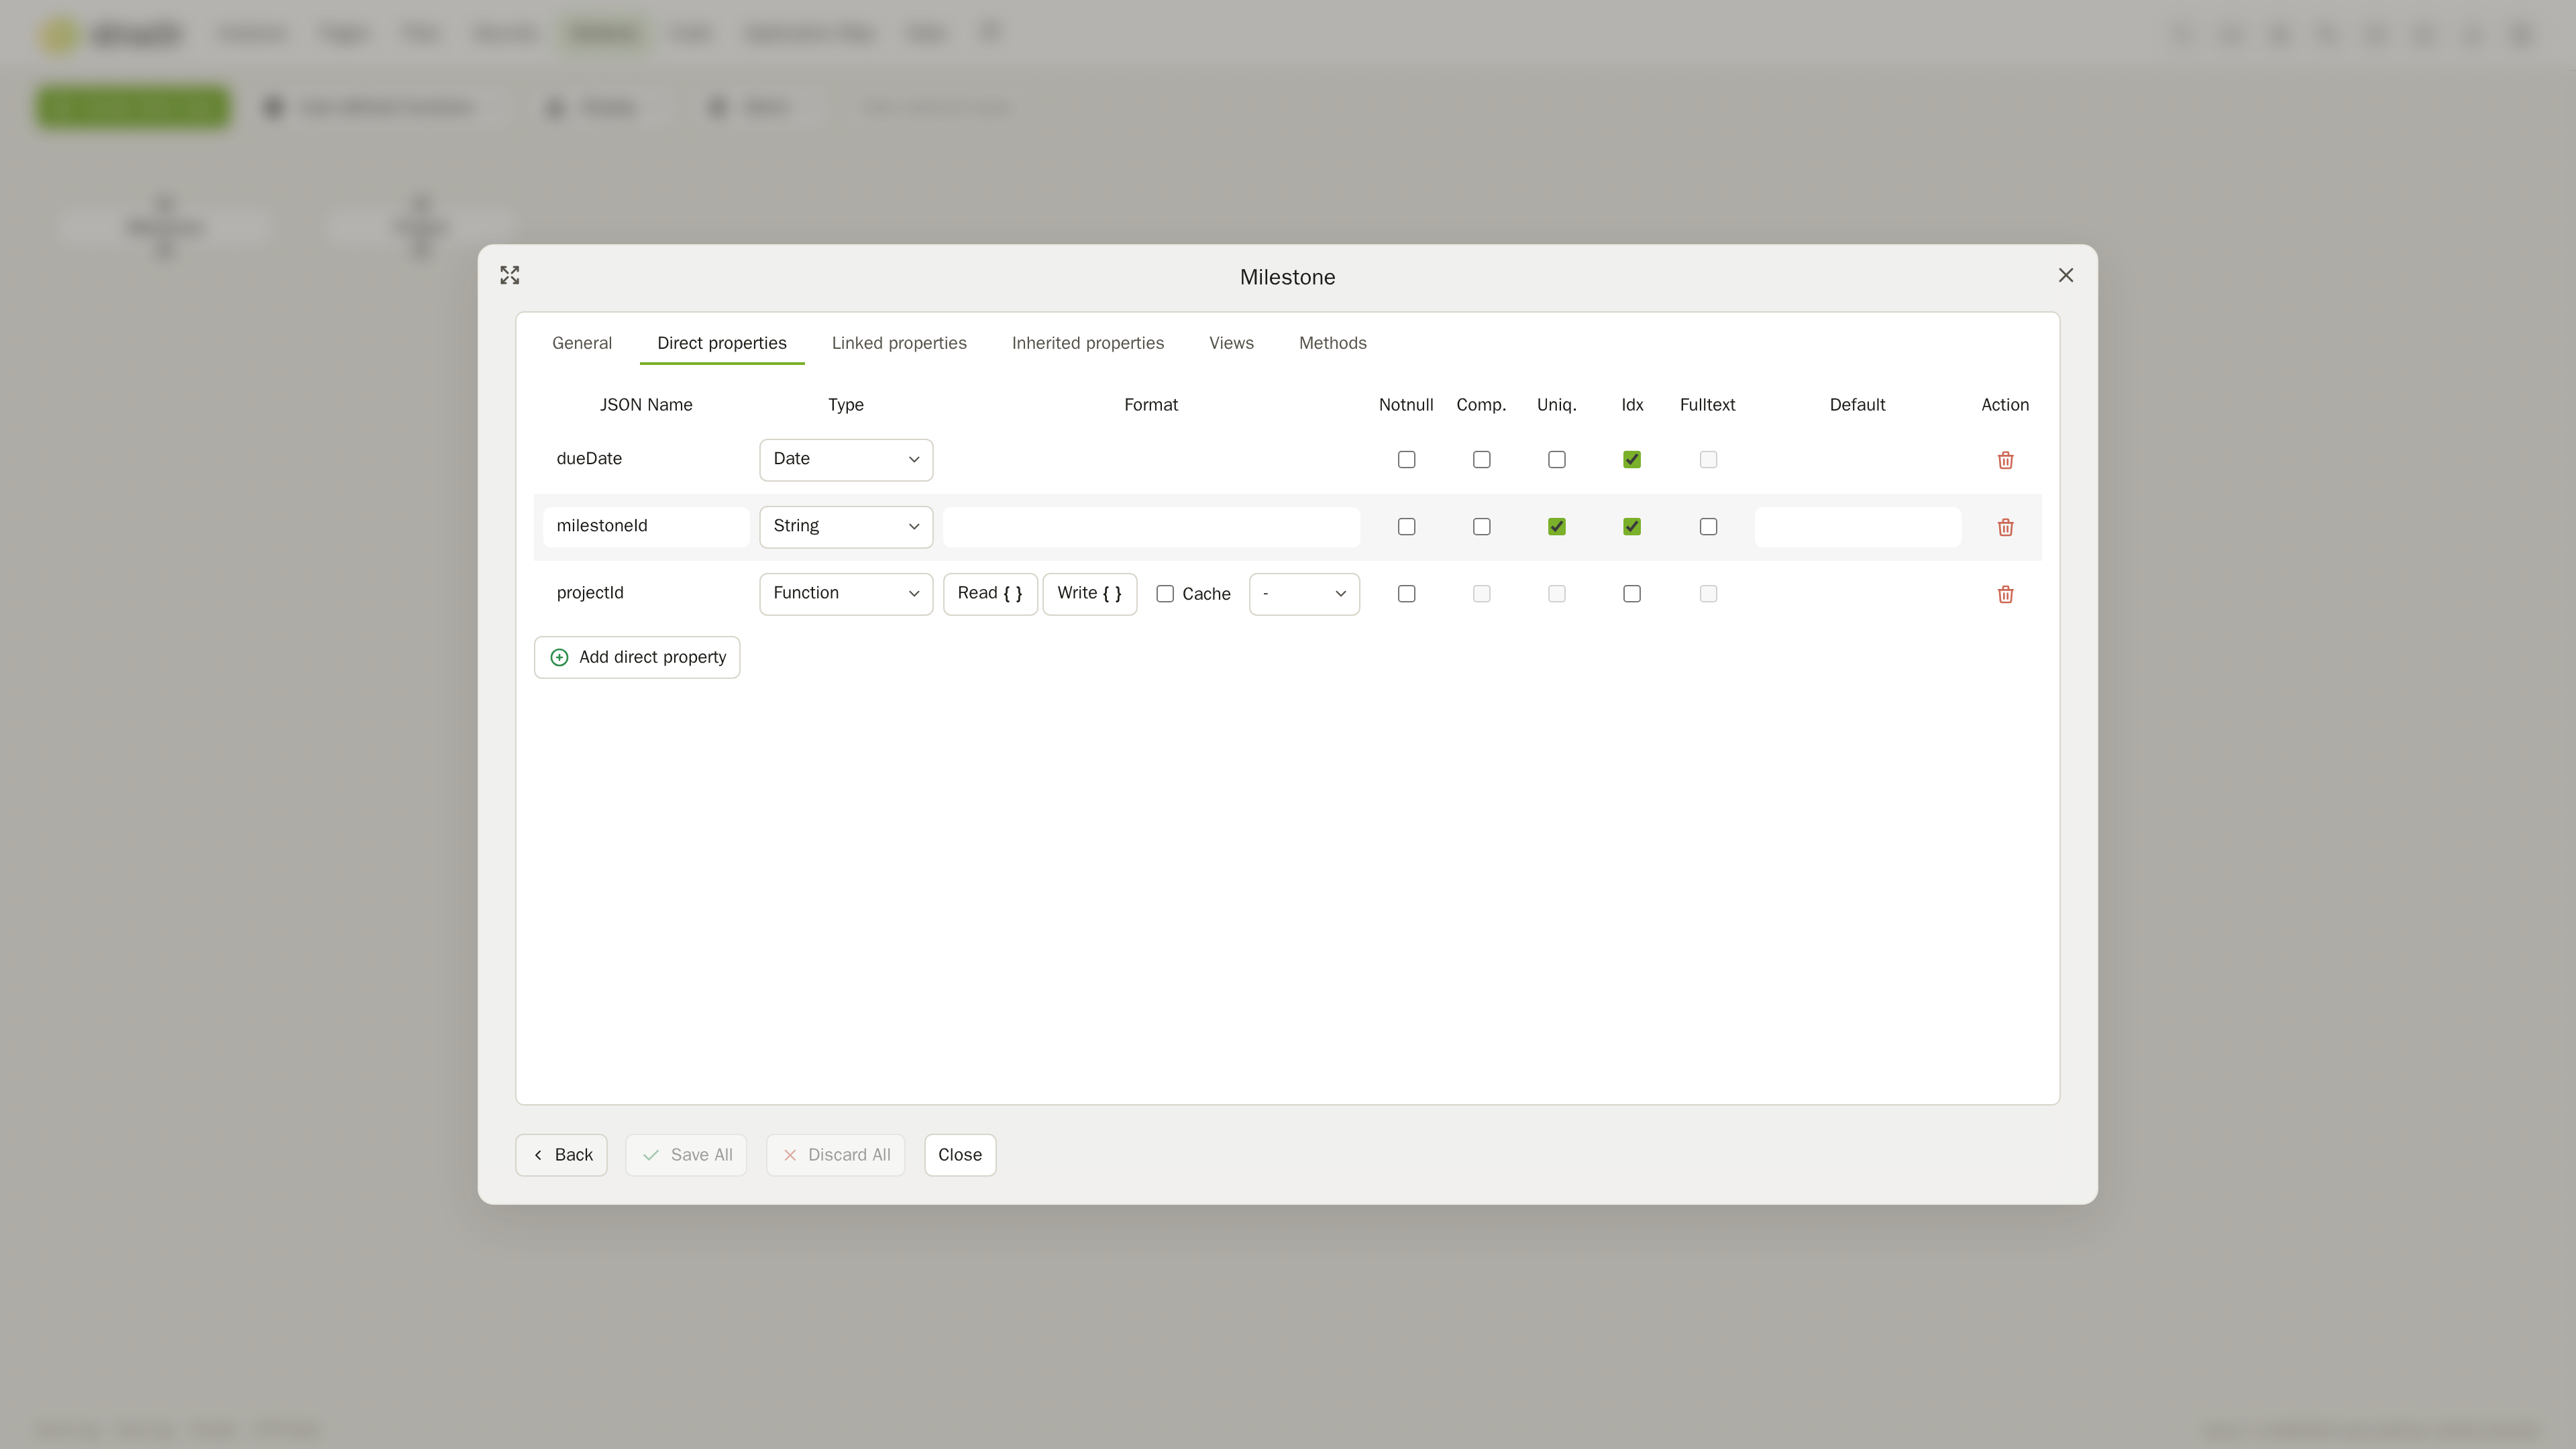 Milestone
General Direct properties Linked properties Inherited properties Views Methods
JSON Name Type Format Notnull Comp. Uniq. Idx Fulltext Default Action
dueDate Date
milestoneId String
projectId Function Read { } Write { } Cache -
Add direct property
Back Save All Discard All Close